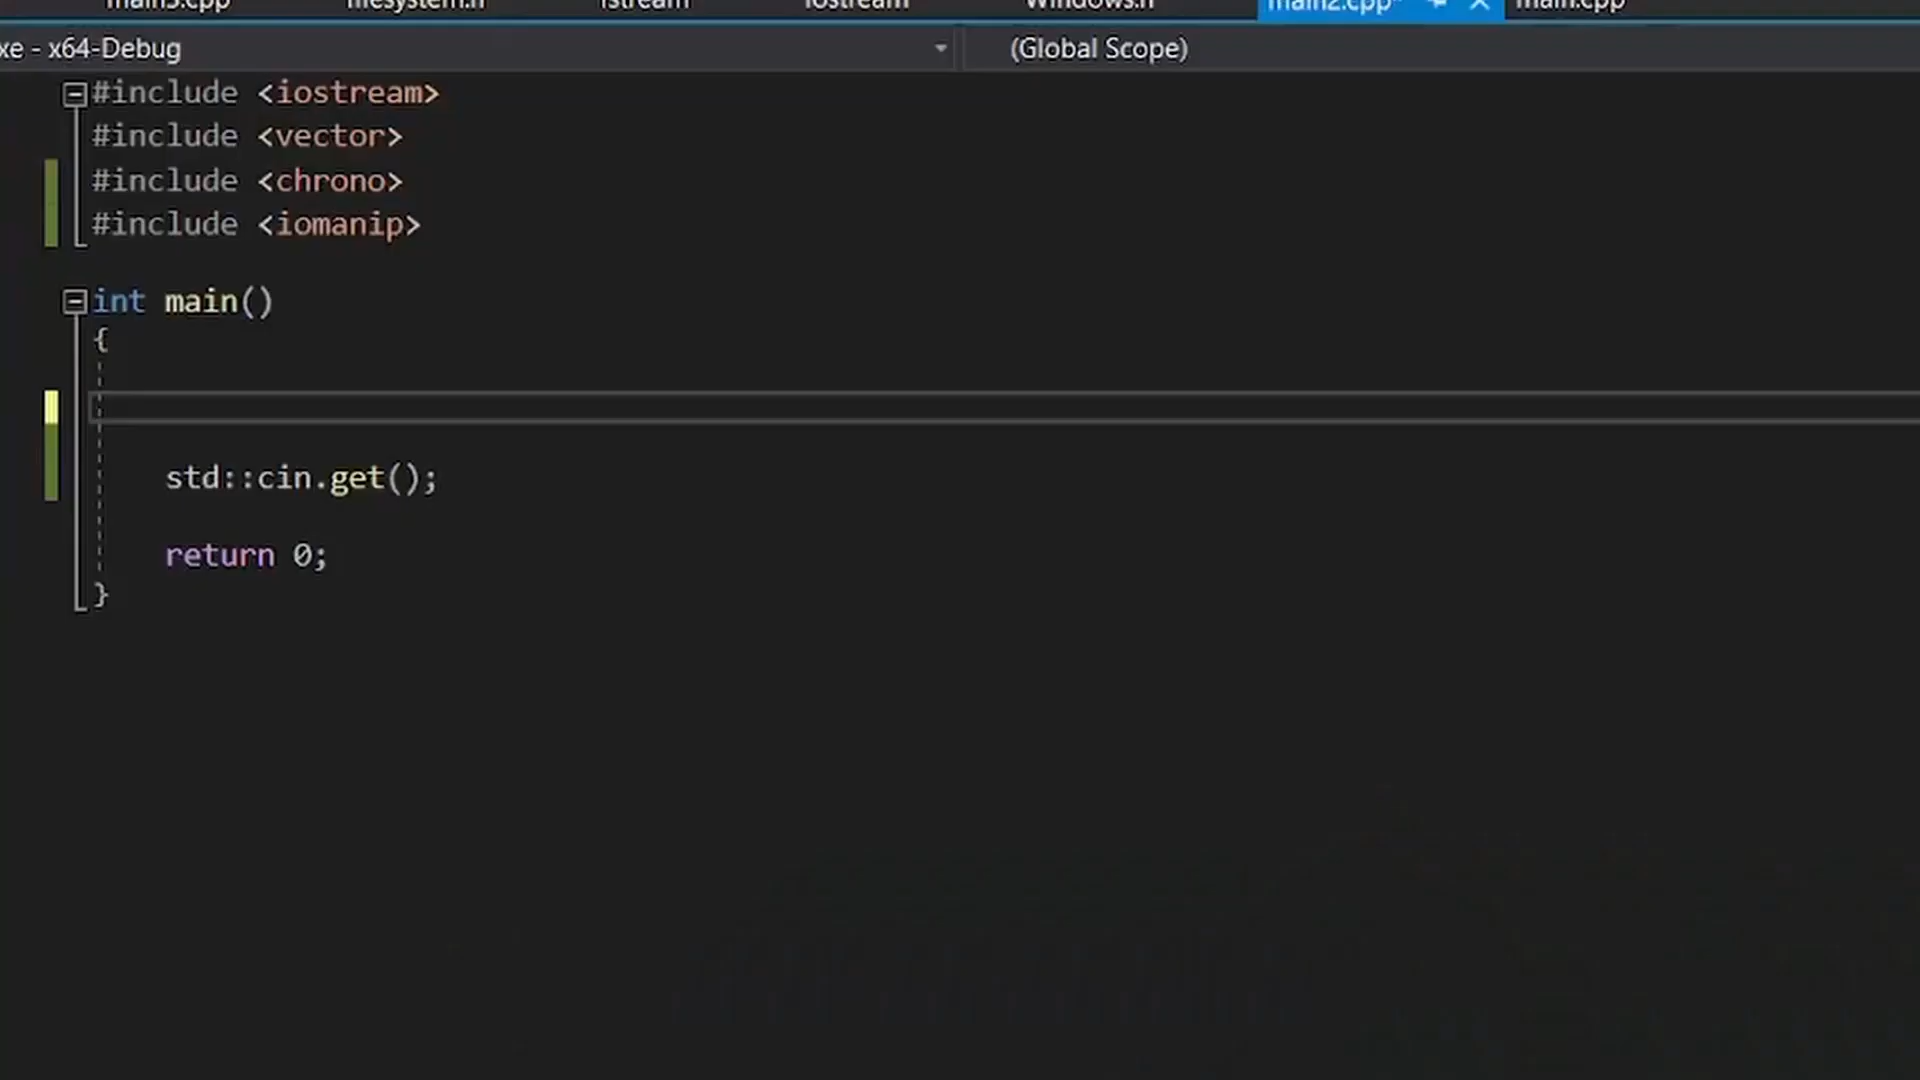 main3.cpp filesystem.h fstream iostream Windows.h main2.cpp* main.cpp
xe - x64-Debug (Global Scope)
#include <iostream>
#include <vector>
#include <chrono>
#include <iomanip>
int main()
{
std::cin.get();
return 0;
}